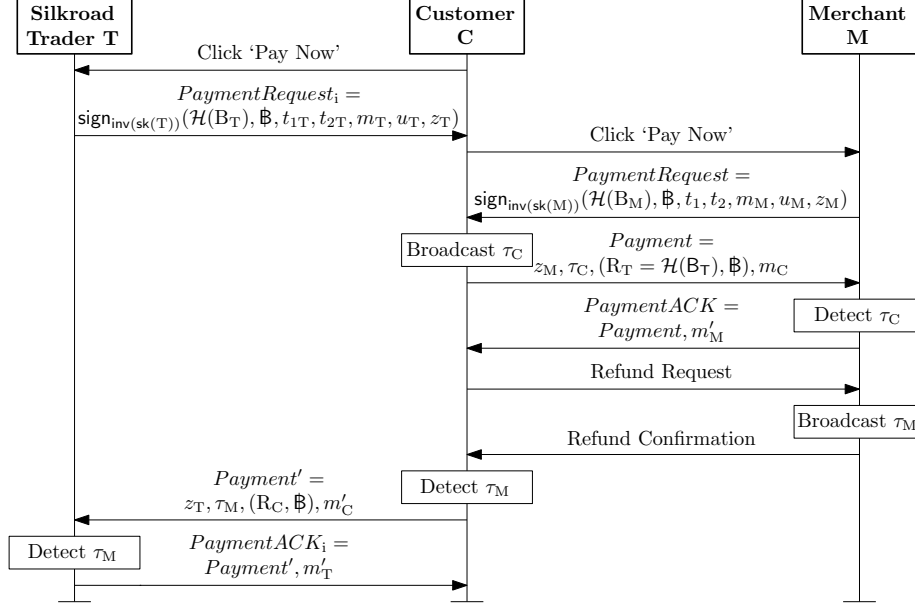 Silkroad
Trader T
Customer
C
Merchant
M
Click ‘Pay Now’
PaymentRequest_i =
sign_inv(sk(T))(ℋ(B_T), ฿, t_1T, t_2T, m_T, u_T, z_T)
Click ‘Pay Now’
PaymentRequest =
sign_inv(sk(M))(ℋ(B_M), ฿, t_1, t_2, m_M, u_M, z_M)
Broadcast τ_C
Payment =
z_M, τ_C, (R_T = ℋ(B_T), ฿), m_C
PaymentACK =
Payment, m′_M
Detect τ_C
Refund Request
Broadcast τ_M
Refund Confirmation
Detect τ_M
Payment′ =
z_T, τ_M, (R_C, ฿), m′_C
Detect τ_M
PaymentACK_i =
Payment′, m′_T